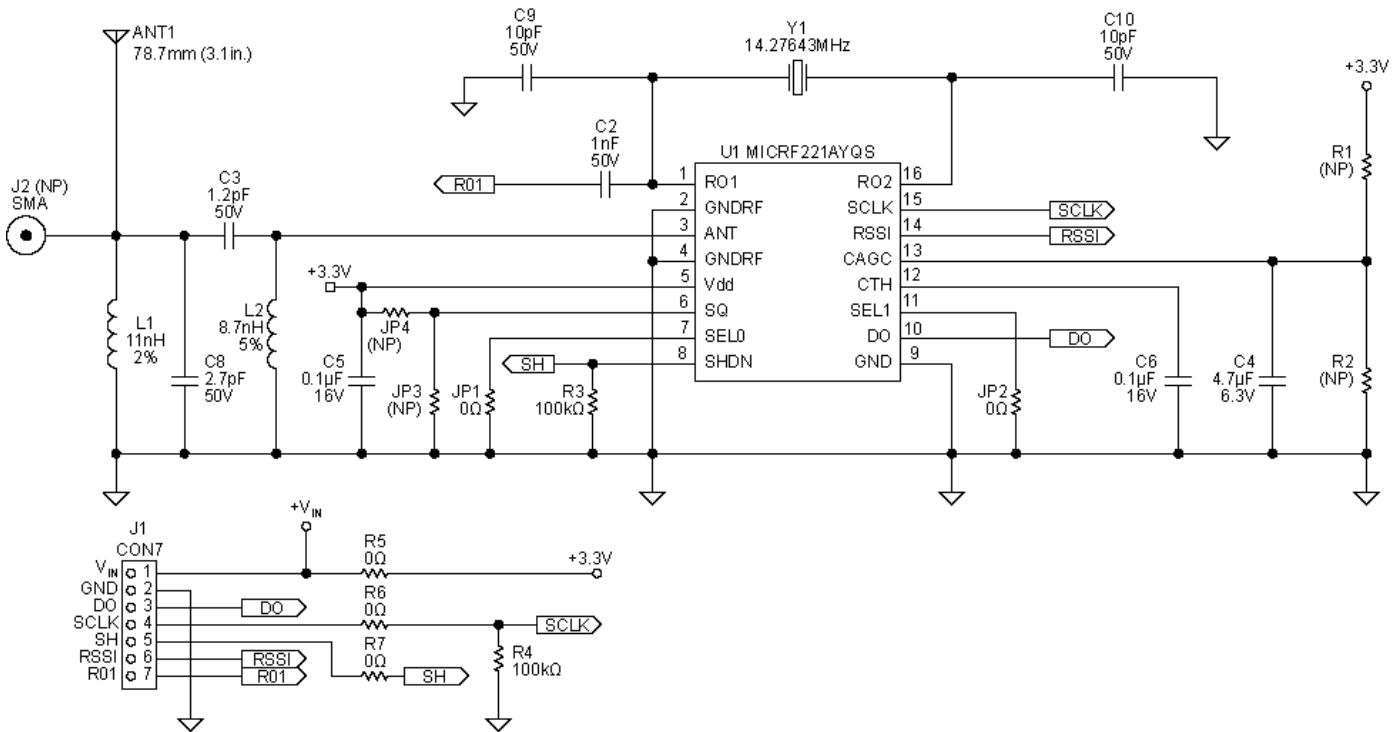 ANT1
78.7mm (3.1in.)
C9
10pF
50V
Y1
14.27643MHz
C10
10pF
50V
+3.3V
C2
1nF
50V
R01
U1 MICRF221AYQS
R1
(NP)
J2 (NP)
SMA
C3
1.2pF
50V
1 RO1 RO2 16
2 GNDRF SCLK 15
3 ANT RSSI 14
4 GNDRF CAGC 13
5 Vdd CTH 12
6 SQ SEL1 11
7 SEL0 DO 10
8 SHDN GND 9
SCLK
RSSI
DO
+3.3V
L1
11nH
2%
L2
8.7nH
5%
C8
2.7pF
50V
C5
0.1µF
16V
JP4
(NP)
JP3
(NP)
JP1
0Ω
SH
R3
100kΩ
JP2
0Ω
C6
0.1µF
16V
C4
4.7µF
6.3V
R2
(NP)
J1
CON7
+VIN
R5
0Ω
+3.3V
VIN 1
GND 2
DO 3
DO
R6
0Ω
SCLK 4
SCLK
SH 5
R7
0Ω
SH
R4
100kΩ
RSSI 6
RSSI
R01 7
R01